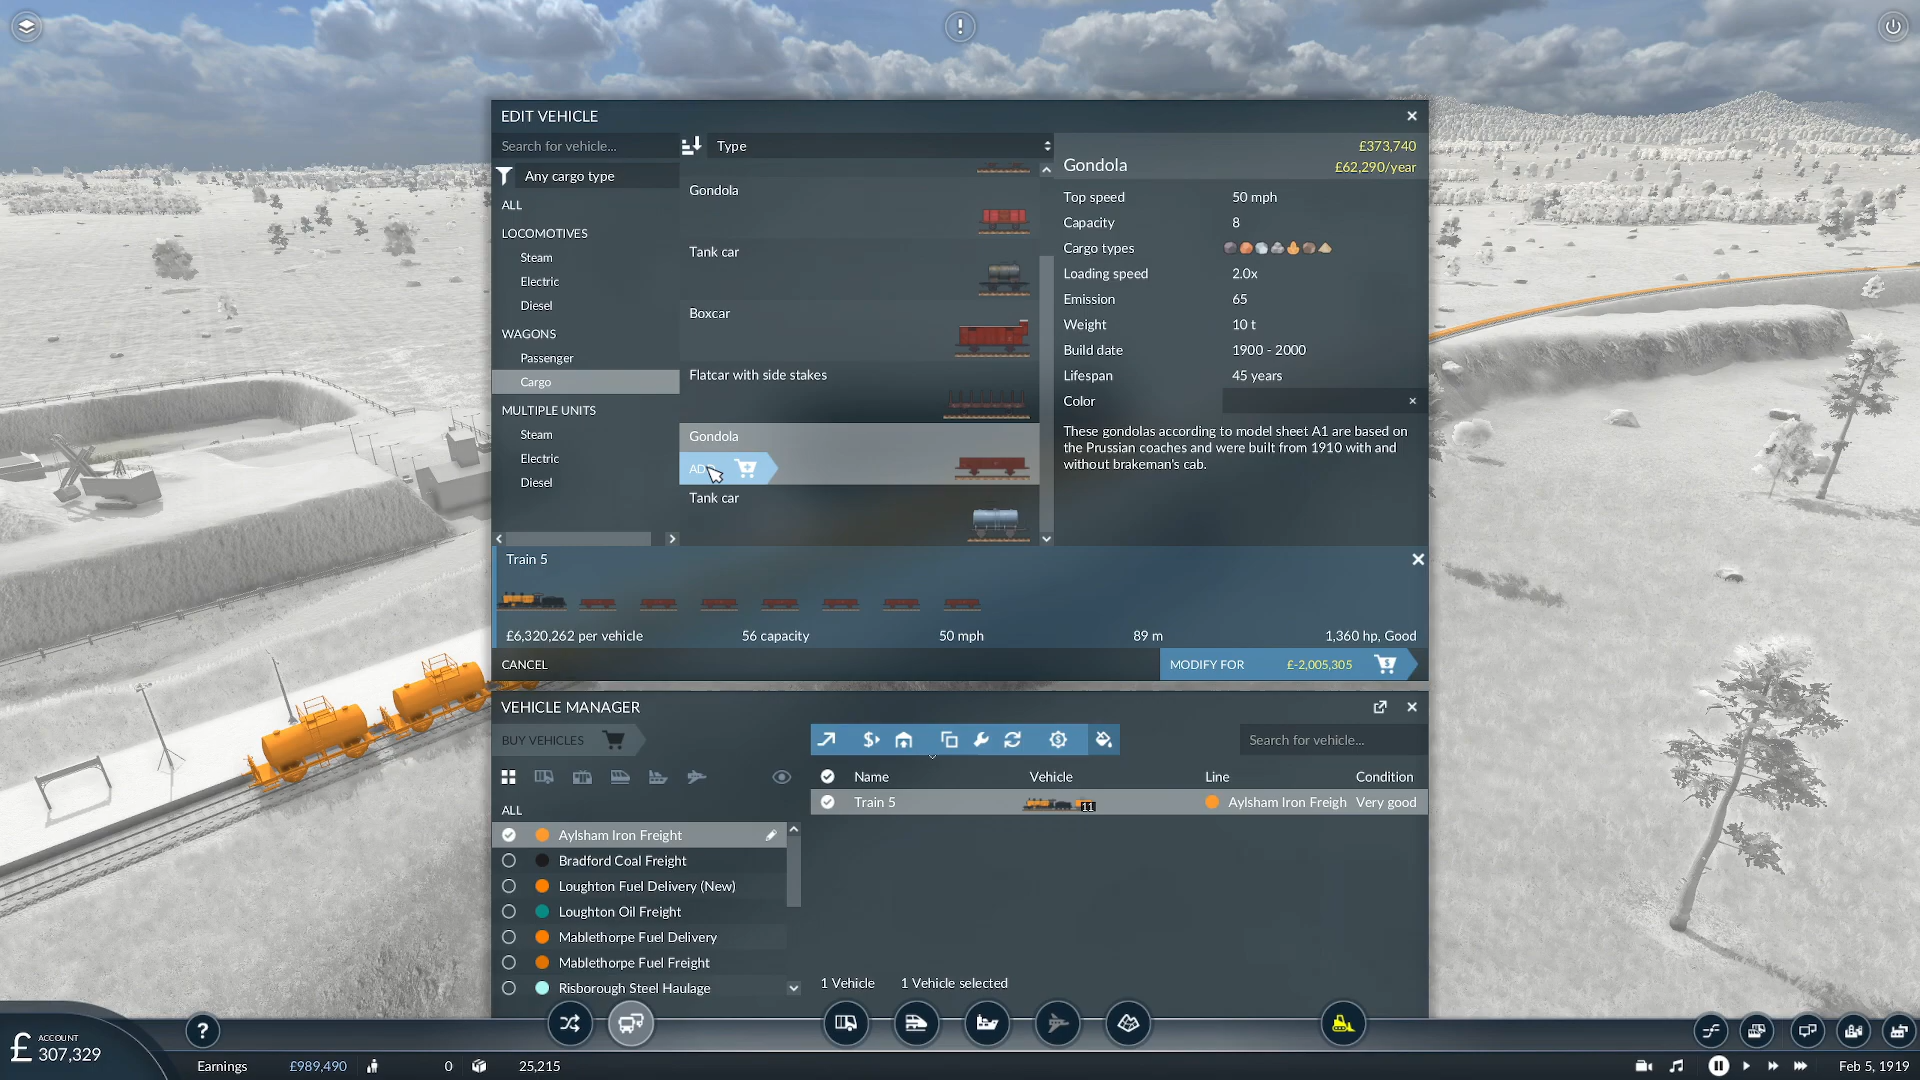 EDIT VEHICLE
Search for vehicle...
Type
£373,740
Gondola
£62,290/year
Any cargo type
ALL
LOCOMOTIVES
Steam
Electric
Diesel
WAGONS
Passenger
Cargo
MULTIPLE UNITS
Steam
Electric
Diesel
Gondola
Tank car
Boxcar
Flatcar with side stakes
Gondola
Tank car
Top speed 50 mph
Capacity 8
Cargo types
Loading speed 2.0x
Emission 65
Weight 10 t
Build date 1900 - 2000
Lifespan 45 years
Color
These gondolas according to model sheet A1 are based on
the Prussian coaches and were built from 1910 with and
without brakeman's cab.
Train 5
£6,320,262 per vehicle 56 capacity 50 mph 89 m 1,360 hp, Good
CANCEL
MODIFY FOR £-2,005,305
VEHICLE MANAGER
BUY VEHICLES
Search for vehicle...
Name Vehicle Line Condition
Train 5 11 Aylsham Iron Freigh Very good
ALL
Aylsham Iron Freight
Bradford Coal Freight
Loughton Fuel Delivery (New)
Loughton Oil Freight
Mablethorpe Fuel Delivery
Mablethorpe Fuel Freight
Risborough Steel Haulage
1 Vehicle 1 Vehicle selected
£ ACCOUNT
307,329
?
Earnings £989,490 0 25,215
Feb 5, 1919